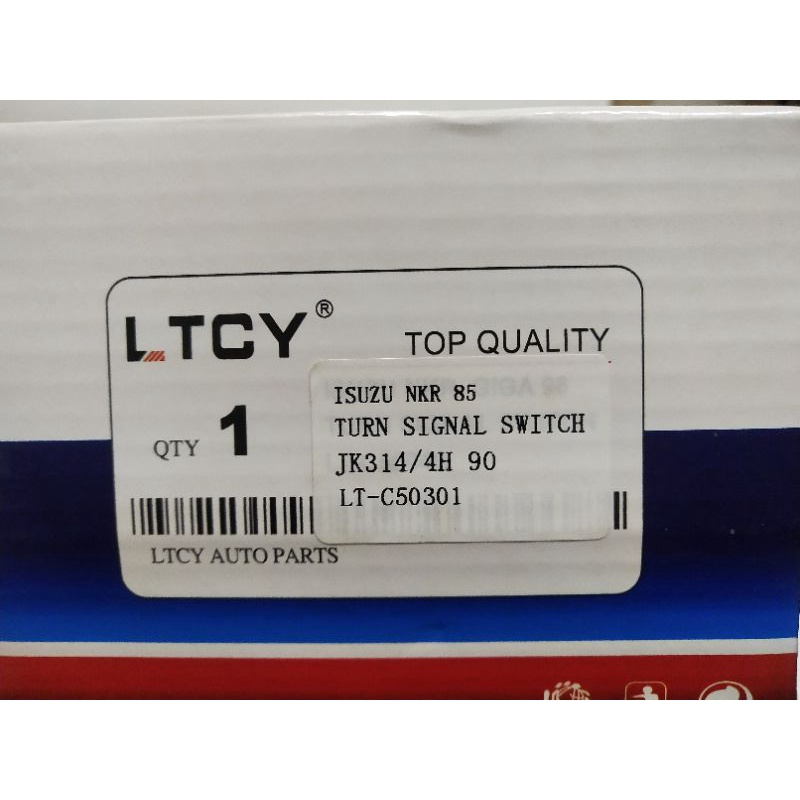 LTCY®
TOP QUALITY
QTY 1
ISUZU NKR 85
TURN SIGNAL SWITCH
JK314/4H 90
LT-C50301
LTCY AUTO PARTS